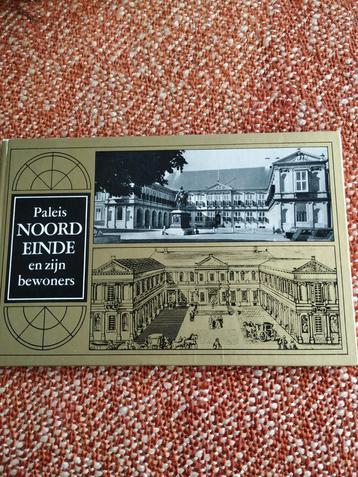 Paleis
NOORD
EINDE
en zijn
bewoners